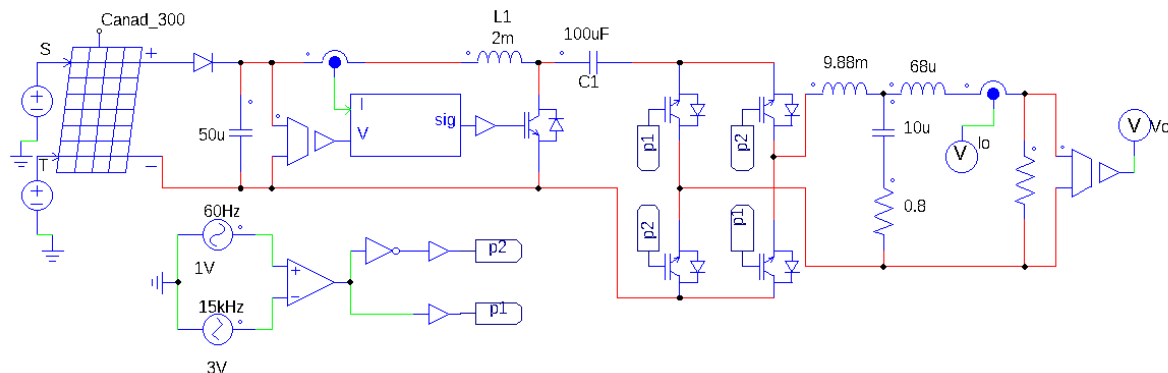 Canad_300
S
+
T
−
50u
I
V
sig
L1
2m
100uF
C1
p1
p2
p2
p1
9.88m
68u
10u
0.8
V
Io
V
Vo
60Hz
1V
15kHz
3V
+
−
p2
p1